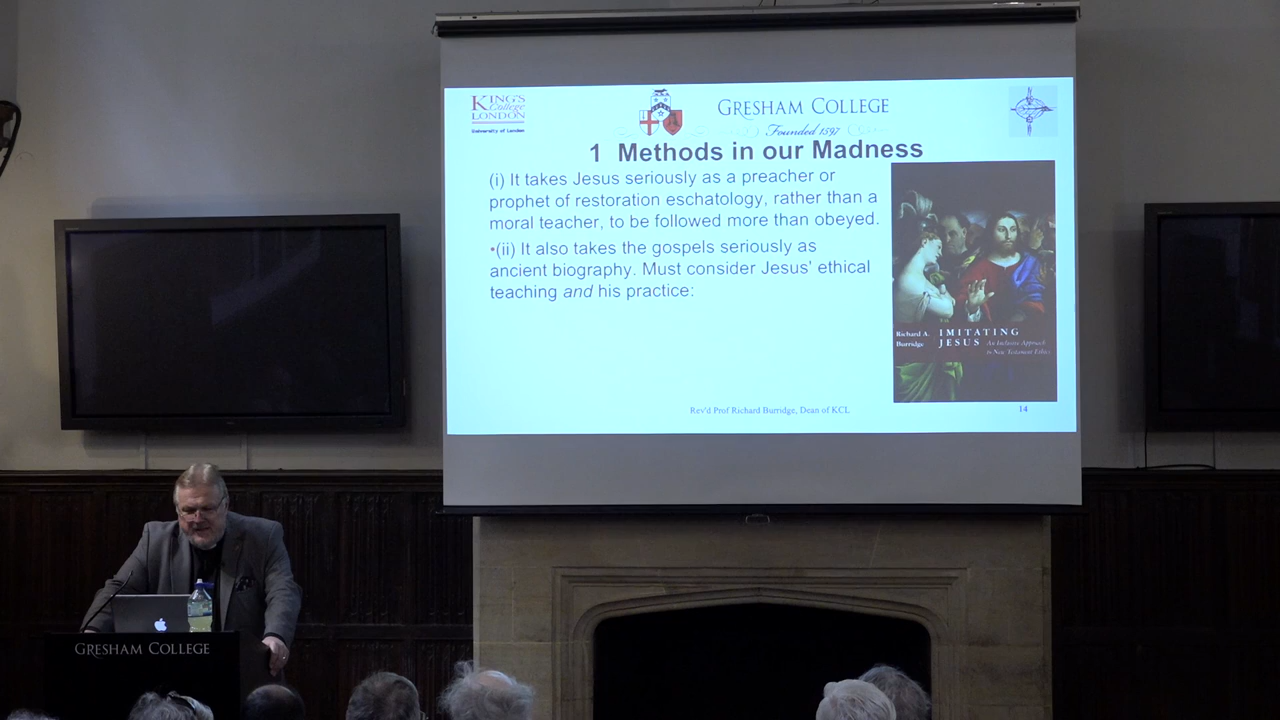 KING'S
College
LONDON
University of London
GRESHAM COLLEGE
Founded 1597
1 Methods in our Madness
(i) It takes Jesus seriously as a preacher or
prophet of restoration eschatology, rather than a
moral teacher, to be followed more than obeyed.
•(ii) It also takes the gospels seriously as
ancient biography. Must consider Jesus' ethical
teaching and his practice:
Richard A.
Burridge
IMITATING
JESUS An Inclusive Approach
to New Testament Ethics
Rev'd Prof Richard Burridge, Dean of KCL
14
GRESHAM COLLEGE